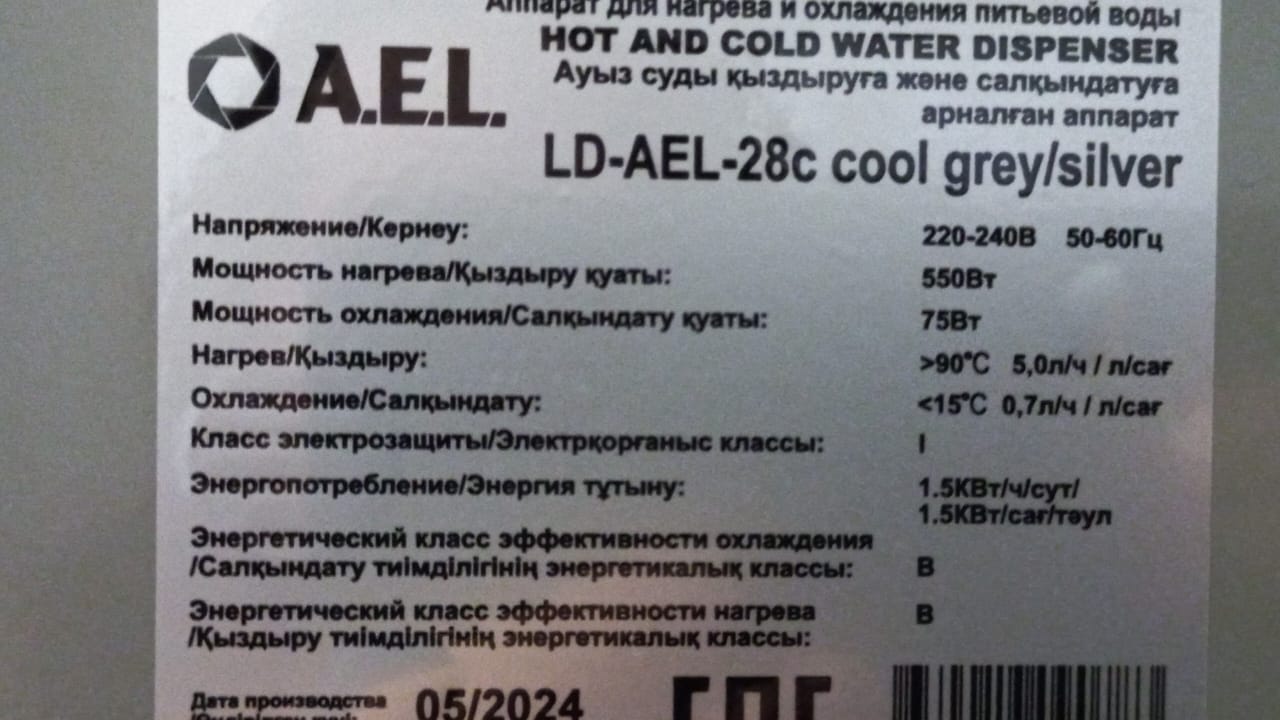 Аппарат для нагрева и охлаждения питьевой воды
HOT AND COLD WATER DISPENSER
A.E.L.
Ауыз суды қыздыруға және салқындатуға
арналған аппарат
LD-AEL-28c cool grey/silver
Напряжение/Кернеу: 220-240В 50-60Гц
Мощность нагрева/Қыздыру қуаты: 550Вт
Мощность охлаждения/Салқындату қуаты: 75Вт
Нагрев/Қыздыру: >90°C 5,0л/ч / л/сағ
Охлаждение/Салқындату: <15°C 0,7л/ч / л/сағ
Класс электрозащиты/Электрқорғаныс классы: I
Энергопотребление/Энергия тұтыну: 1.5КВт/ч/сут/
1.5КВт/сағ/тәул
Энергетический класс эффективности охлаждения
/Салқындату тиімділігінің энергетикалық классы: В
Энергетический класс эффективности нагрева В
/Қыздыру тиімділігінің энергетикалық классы:
Дата производства 05/2024